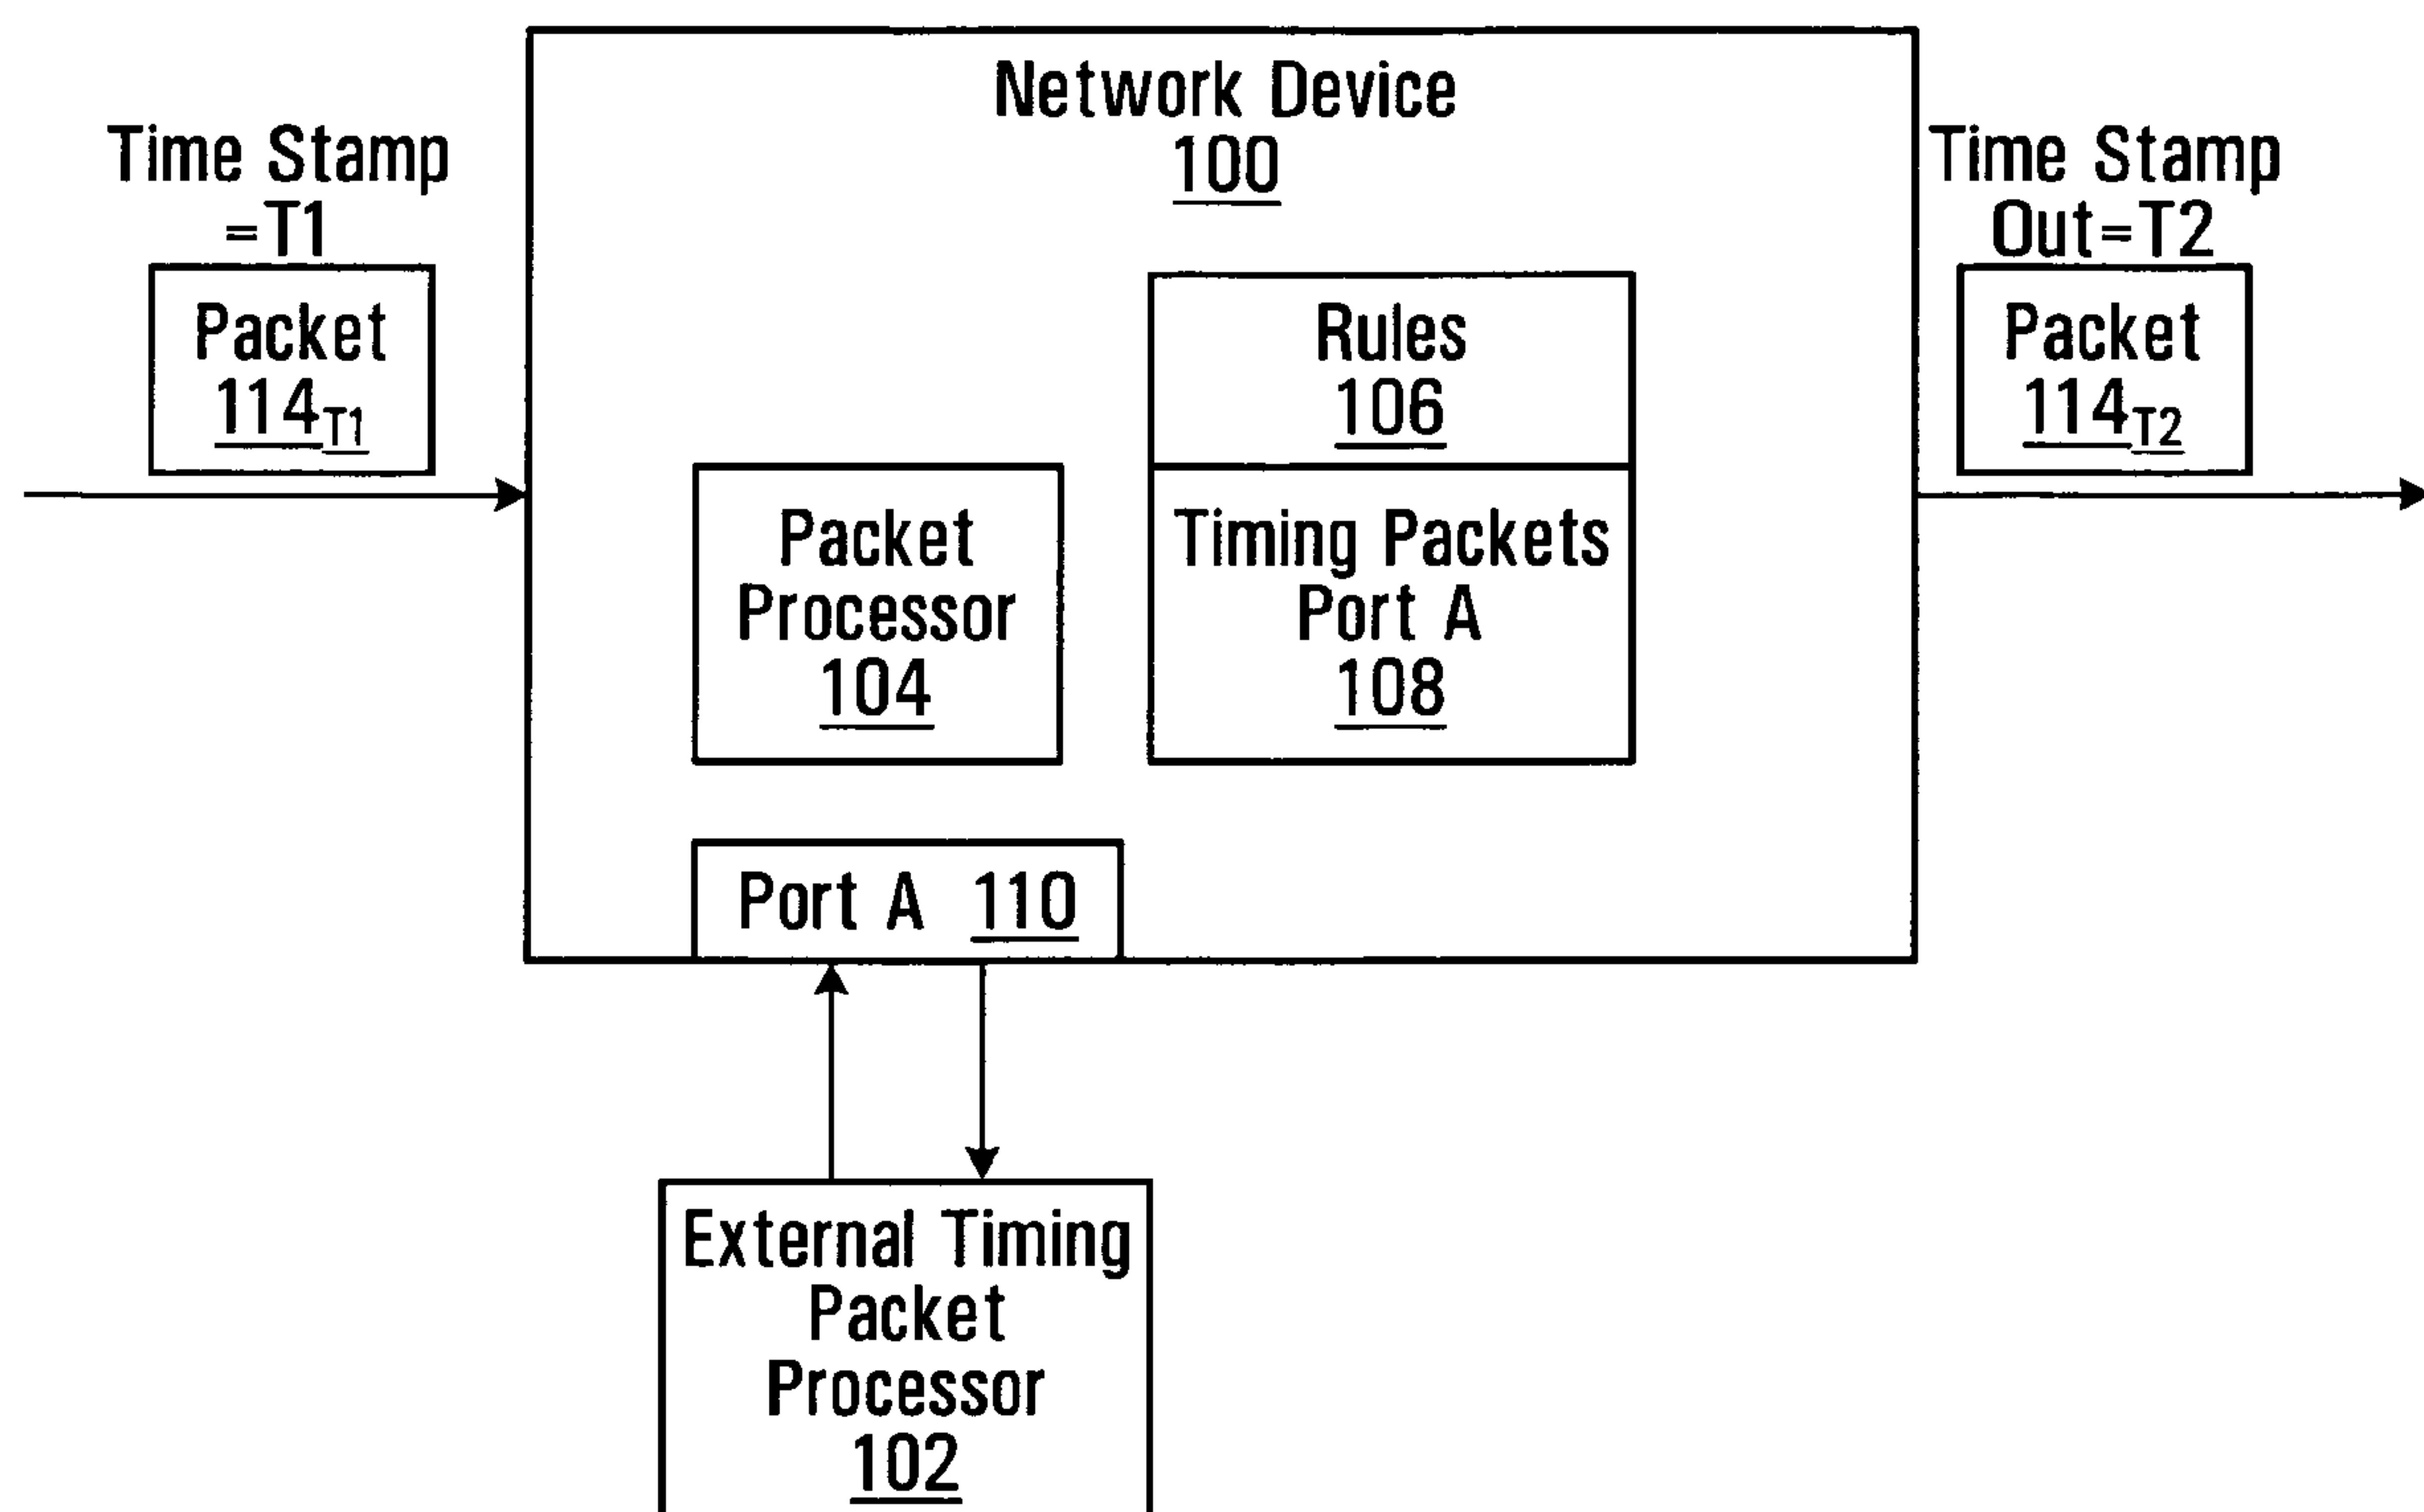 Network Device
100
Time Stamp
=T1
Packet
114T1
Time Stamp
Out=T2
Packet
114T2
Rules
106
Packet
Processor
104
Timing Packets
Port A
108
Port A 110
External Timing
Packet
Processor
102